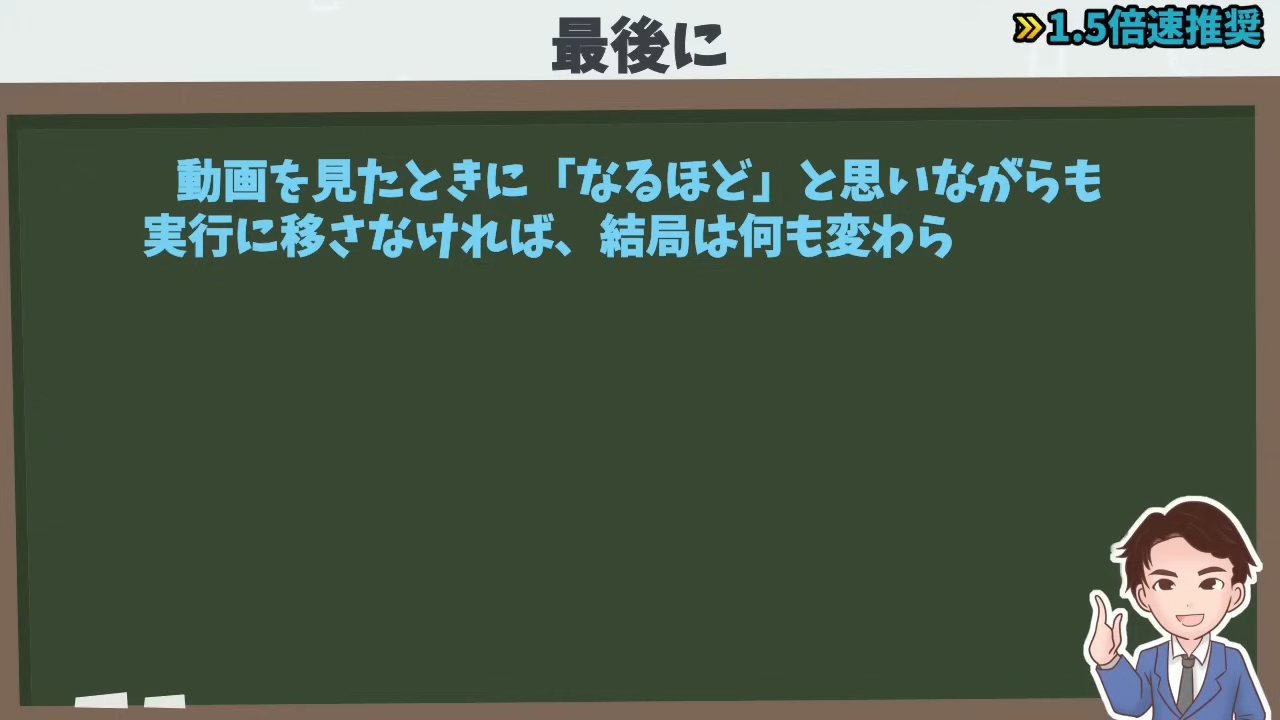 最後に
1.5倍速推奨
動画を見たときに「なるほど」と思いながらも
実行に移さなければ、結局は何も変わら